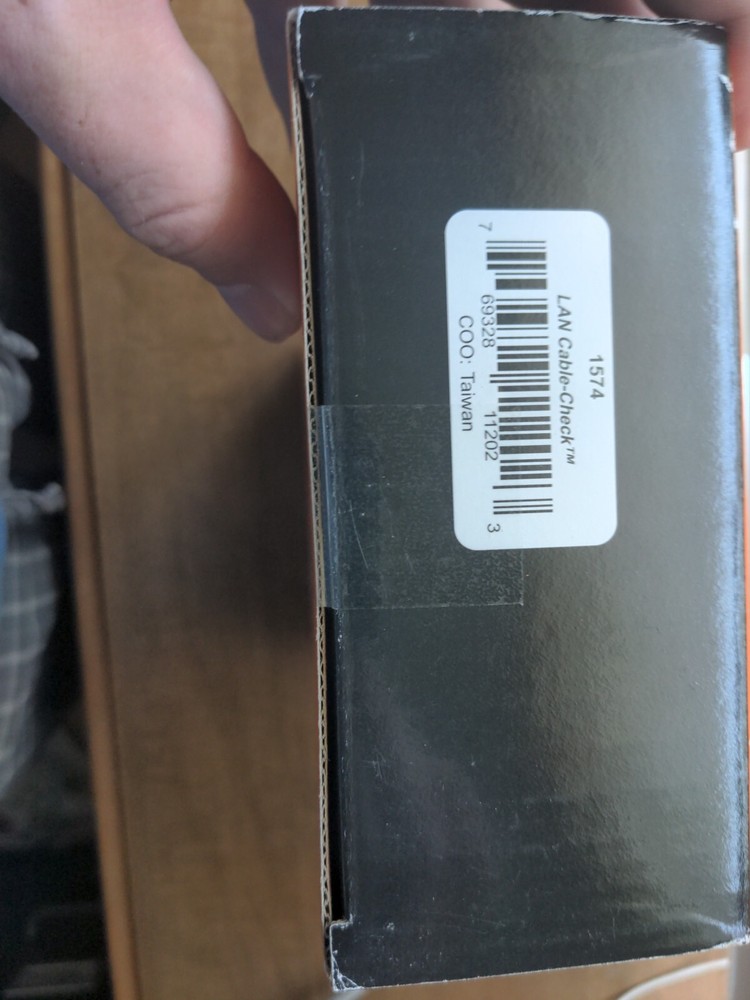 1574
LAN Cable-Check™
7 69328 11202 3
COO: Taiwan